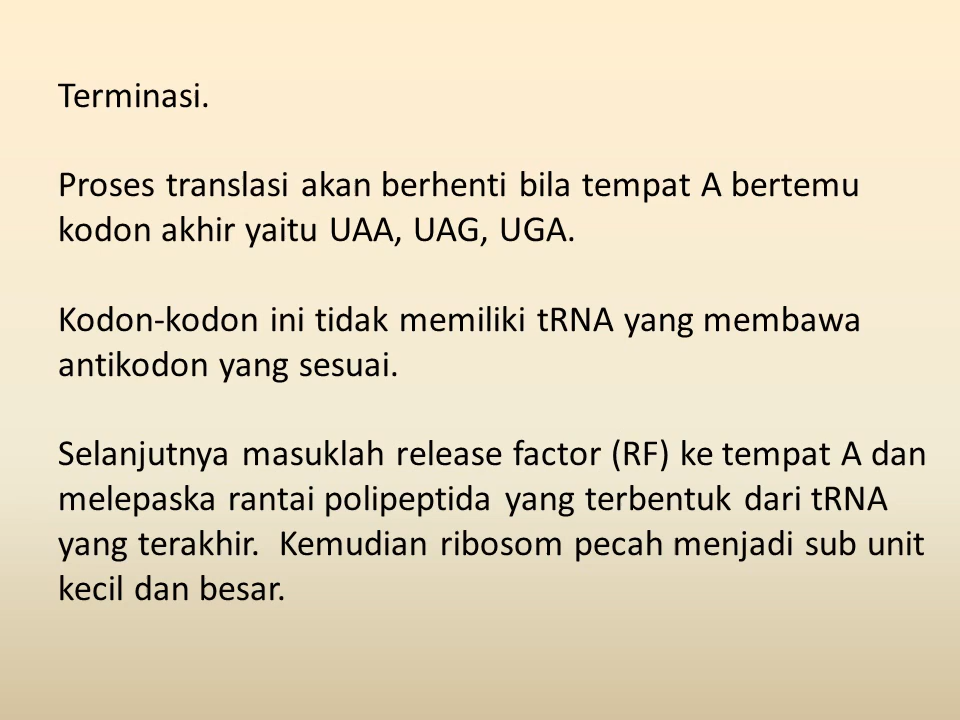 Terminasi.
Proses translasi akan berhenti bila tempat A bertemu
kodon akhir yaitu UAA, UAG, UGA.
Kodon-kodon ini tidak memiliki tRNA yang membawa
antikodon yang sesuai.
Selanjutnya masuklah release factor (RF) ke tempat A dan
melepaska rantai polipeptida yang terbentuk dari tRNA
yang terakhir. Kemudian ribosom pecah menjadi sub unit
kecil dan besar.